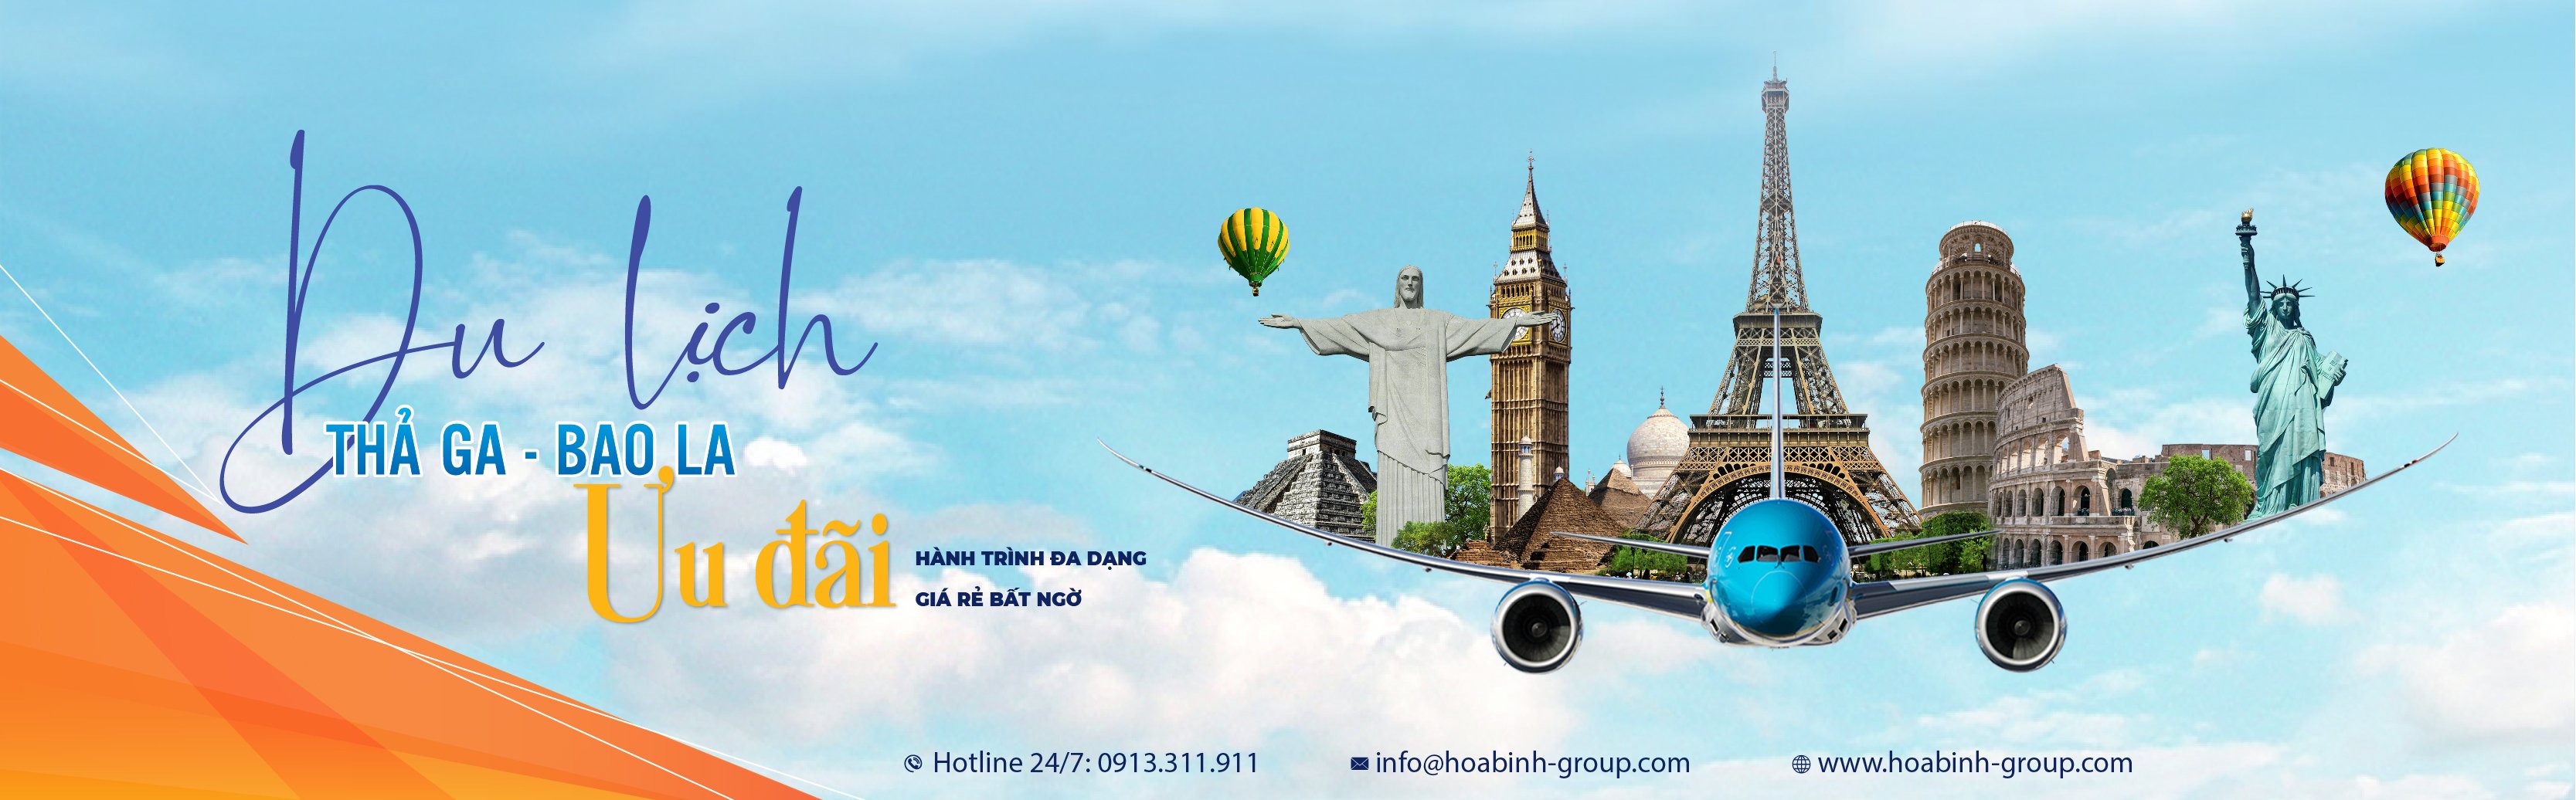 Du lịch
THẢ GA - BAO LA
Ưu đãi
HÀNH TRÌNH ĐA DẠNG
GIÁ RẺ BẤT NGỜ
Hotline 24/7: 0913.311.911
info@hoabinh-group.com
www.hoabinh-group.com